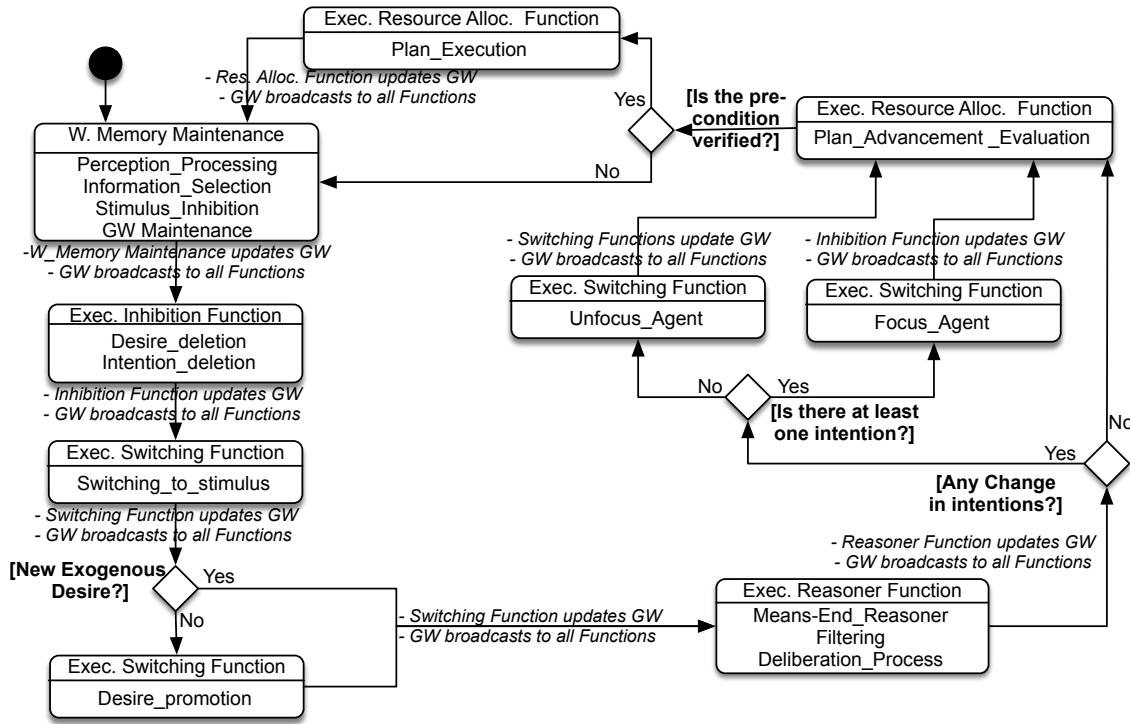 Exec. Resource Alloc. Function
Plan_Execution
- Res. Alloc. Function updates GW
- GW broadcasts to all Functions
Yes
[Is the pre-
condition
verified?]
No
Exec. Resource Alloc. Function
Plan_Advancement _Evaluation
W. Memory Maintenance
Perception_Processing
Information_Selection
Stimulus_Inhibition
GW Maintenance
-W_Memory Maintenance updates GW
- GW broadcasts to all Functions
- Switching Functions update GW
- GW broadcasts to all Functions
- Inhibition Function updates GW
- GW broadcasts to all Functions
Exec. Switching Function
Unfocus_Agent
Exec. Switching Function
Focus_Agent
Exec. Inhibition Function
Desire_deletion
Intention_deletion
- Inhibition Function updates GW
- GW broadcasts to all Functions
No
Yes
[Is there at least
one intention?]
No
Yes
[Any Change
in intentions?]
Exec. Switching Function
Switching_to_stimulus
- Switching Function updates GW
- GW broadcasts to all Functions
- Reasoner Function updates GW
- GW broadcasts to all Functions
[New Exogenous
Desire?]
Yes
No
- Switching Function updates GW
- GW broadcasts to all Functions
Exec. Reasoner Function
Means-End_Reasoner
Filtering
Deliberation_Process
Exec. Switching Function
Desire_promotion